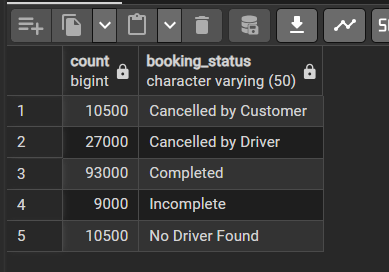 count booking_status
bigint character varying (50)
1 10500 Cancelled by Customer
2 27000 Cancelled by Driver
3 93000 Completed
4 9000 Incomplete
5 10500 No Driver Found